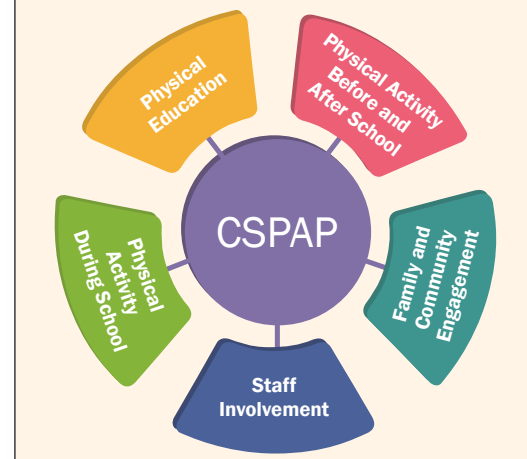 Physical
Education
Physical Activity
Before and
After School
CSPAP
Physical
Activity
During School
Family and
Community
Engagement
Staff
Involvement